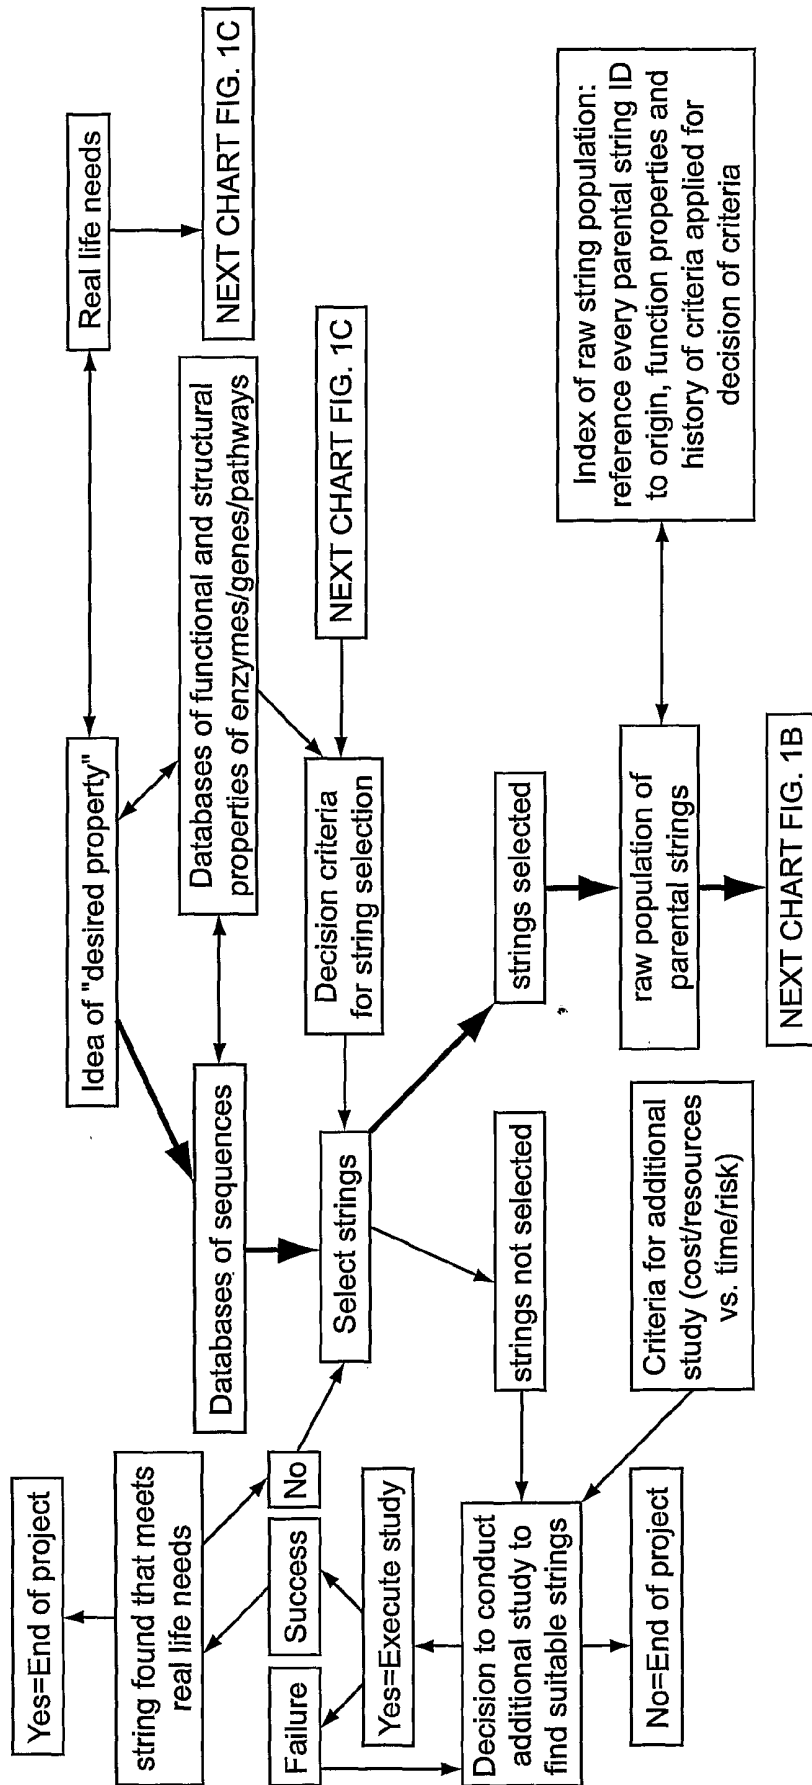 Yes=End of project
string found that meets
real life needs
Failure
Success
No
Yes=Execute study
Decision to conduct
additional study to
find suitable strings
No=End of project
Idea of "desired property"
Databases of sequences
Select strings
strings not selected
Criteria for additional
study (cost/resources
vs. time/risk)
Real life needs
NEXT CHART FIG. 1C
Databases of functional and structural
properties of enzymes/genes/pathways
Decision criteria
for string selection
NEXT CHART FIG. 1C
strings selected
raw population of
parental strings
NEXT CHART FIG. 1B
Index of raw string population:
reference every parental string ID
to origin, function properties and
history of criteria applied for
decision of criteria